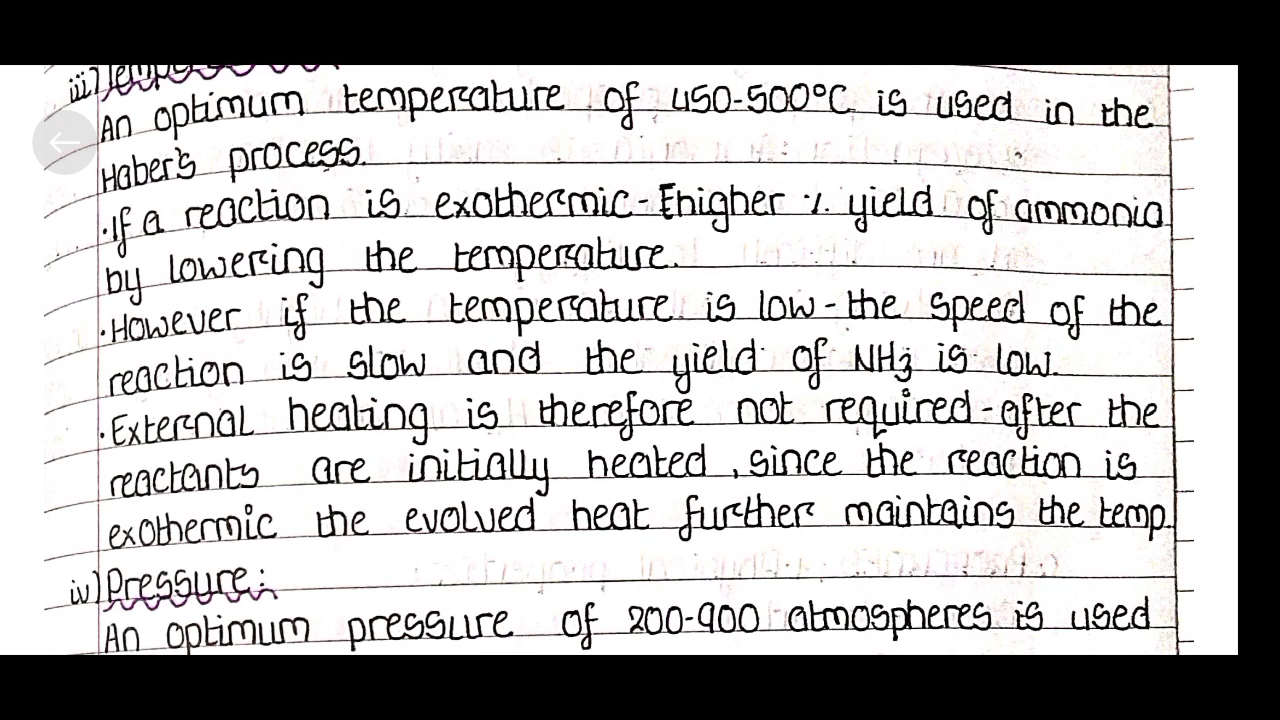 iii) Temp
An optimum temperature of 450-500°C is used in the
Haber's process.
·If a reaction is exothermic - Ehigher % yield of ammonia
by lowering the temperature.
·However if the temperature is low - the speed of the
reaction is slow and the yield of NH3 is low.
·External heating is therefore not required - after the
reactants are initially heated, since the reaction is
exothermic the evolved heat further maintains the temp.
iv) Pressure:
An optimum pressure of 200-900 atmospheres is used